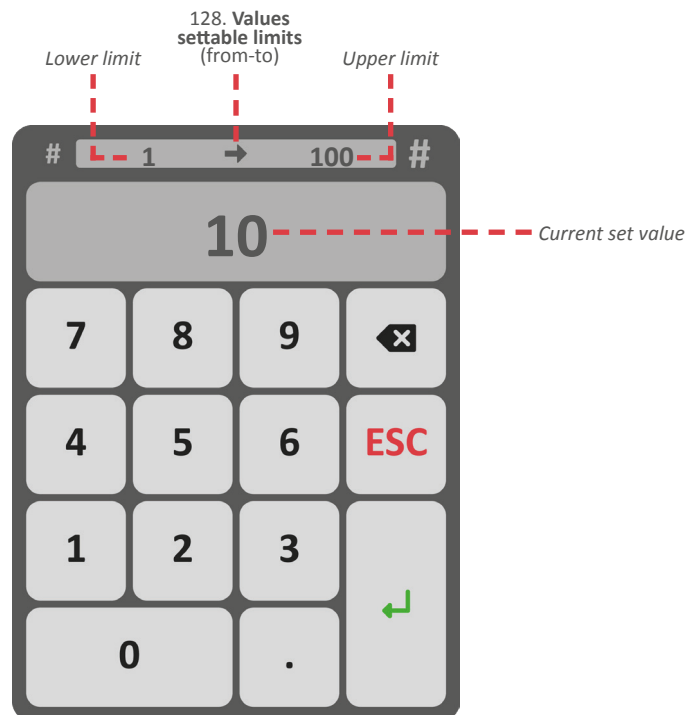 128. Values
settable limits
(from-to)
Lower limit
Upper limit
# 1 → 100 #
10
Current set value
7 8 9
4 5 6 ESC
1 2 3
0 .